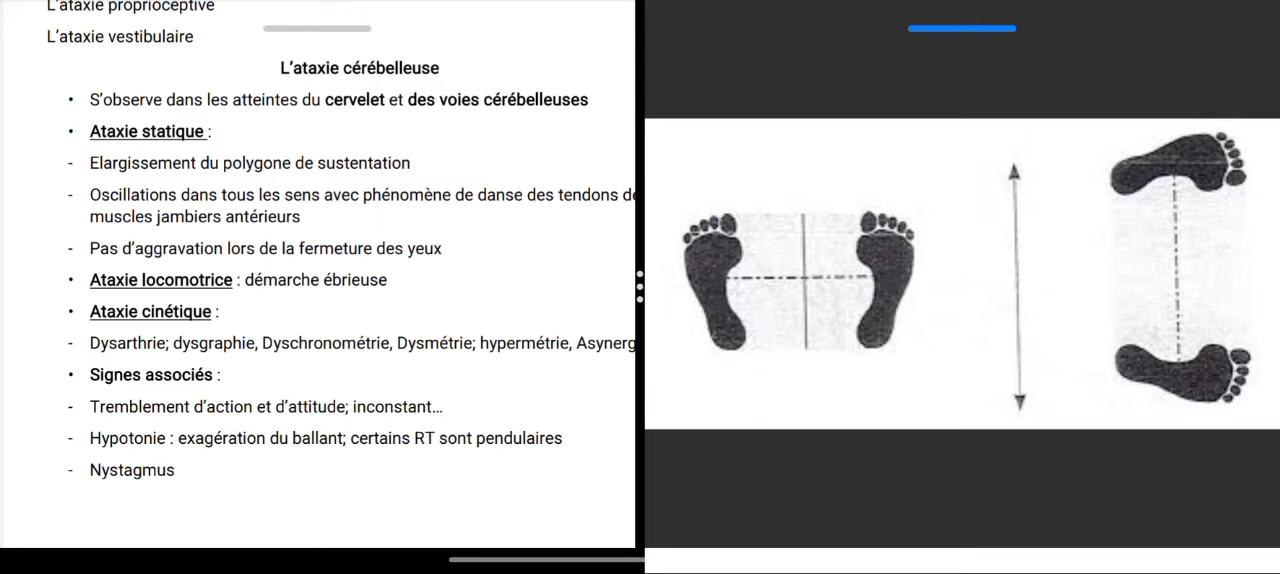 L'ataxie proprioceptive
L'ataxie vestibulaire
L'ataxie cérébelleuse
• S'observe dans les atteintes du cervelet et des voies cérébelleuses
• Ataxie statique :
- Elargissement du polygone de sustentation
- Oscillations dans tous les sens avec phénomène de danse des tendons de
muscles jambiers antérieurs
- Pas d'aggravation lors de la fermeture des yeux
• Ataxie locomotrice : démarche ébrieuse
• Ataxie cinétique :
- Dysarthrie; dysgraphie, Dyschronométrie, Dysmétrie; hypermétrie, Asynerg
• Signes associés :
- Tremblement d'action et d'attitude; inconstant...
- Hypotonie : exagération du ballant; certains RT sont pendulaires
- Nystagmus